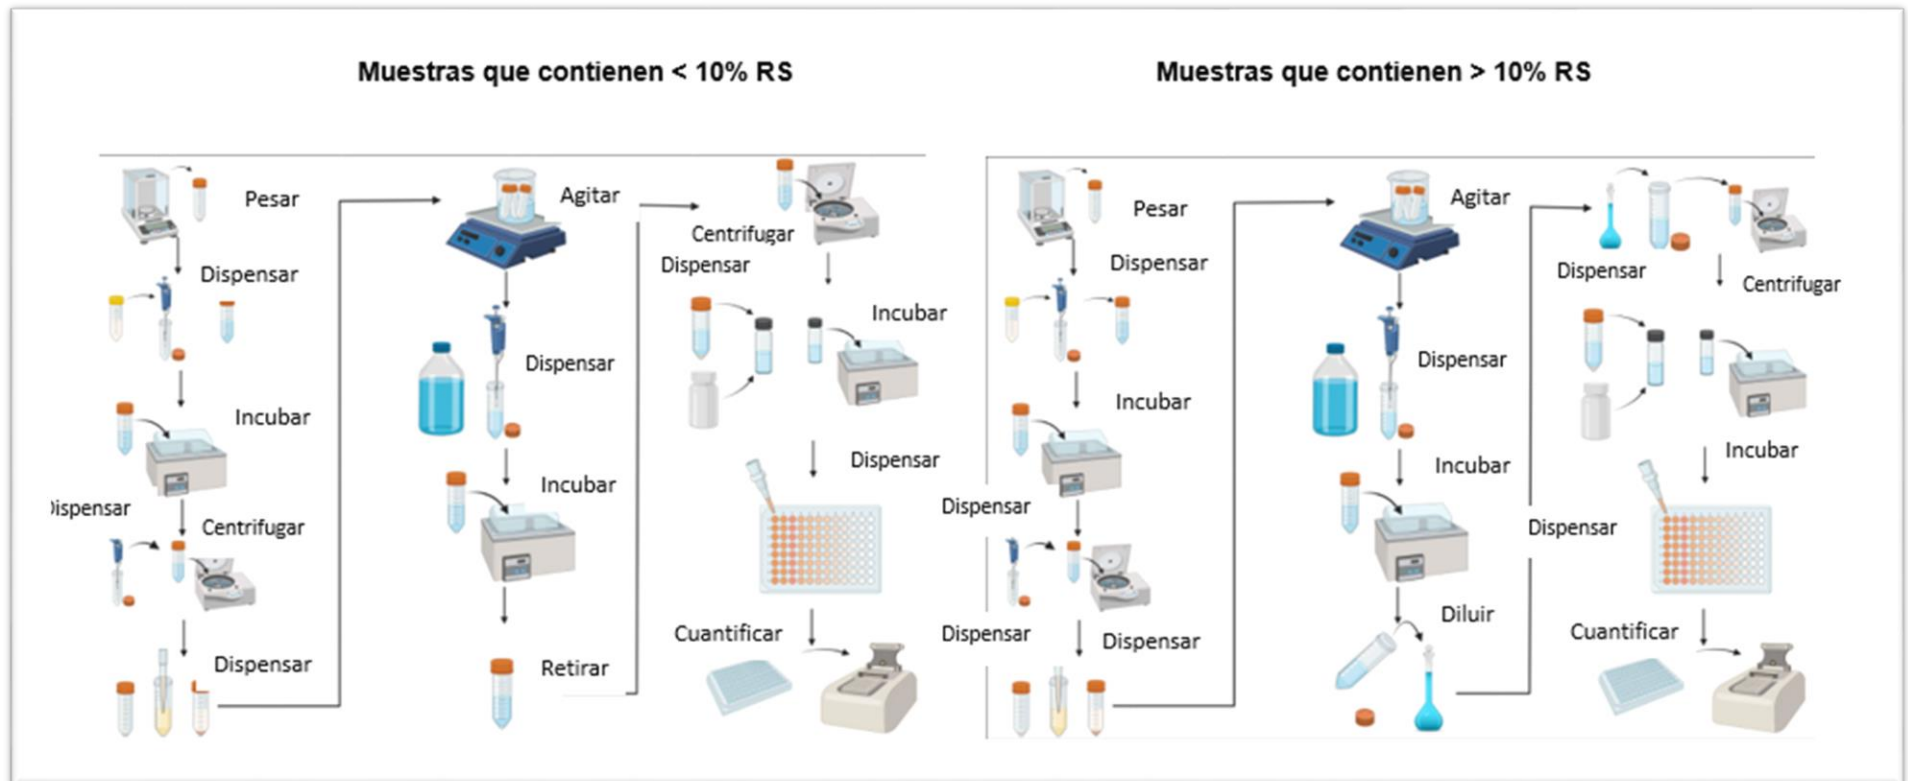 Muestras que contienen < 10% RS
Pesar
Dispensar
Incubar
Dispensar
Centrifugar
Dispensar
Agitar
Dispensar
Incubar
Retirar
Centrifugar
Dispensar
Incubar
Dispensar
Cuantificar
Muestras que contienen > 10% RS
Pesar
Dispensar
Incubar
Dispensar
Dispensar
Dispensar
Agitar
Dispensar
Incubar
Diluir
Dispensar
Centrifugar
Incubar
Dispensar
Cuantificar